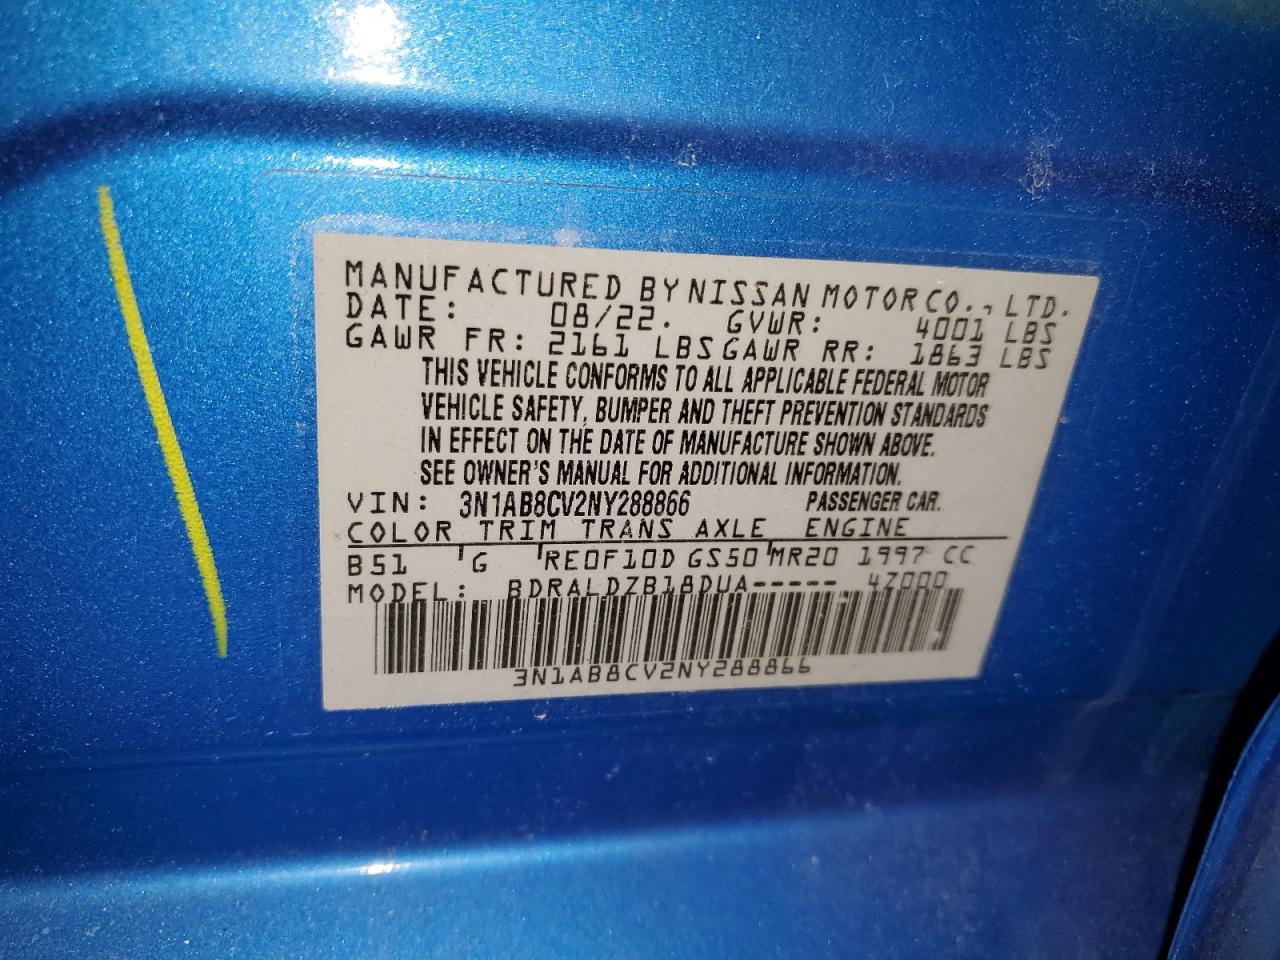 MANUFACTURED BY NISSAN MOTOR CO., LTD.
DATE: 08/22. GVWR: 4001 LBS
GAWR FR: 2161 LBS GAWR RR: 1863 LBS
THIS VEHICLE CONFORMS TO ALL APPLICABLE FEDERAL MOTOR
VEHICLE SAFETY, BUMPER AND THEFT PREVENTION STANDARDS
IN EFFECT ON THE DATE OF MANUFACTURE SHOWN ABOVE.
SEE OWNER'S MANUAL FOR ADDITIONAL INFORMATION.
VIN: 3N1AB8CV2NY288866 PASSENGER CAR.
COLOR TRIM TRANS AXLE ENGINE
B51 G RE0F10D GS50 MR20 1997 CC
MODEL: BDRALDZB18DUA----- 4Z000
3N1AB8CV2NY288866